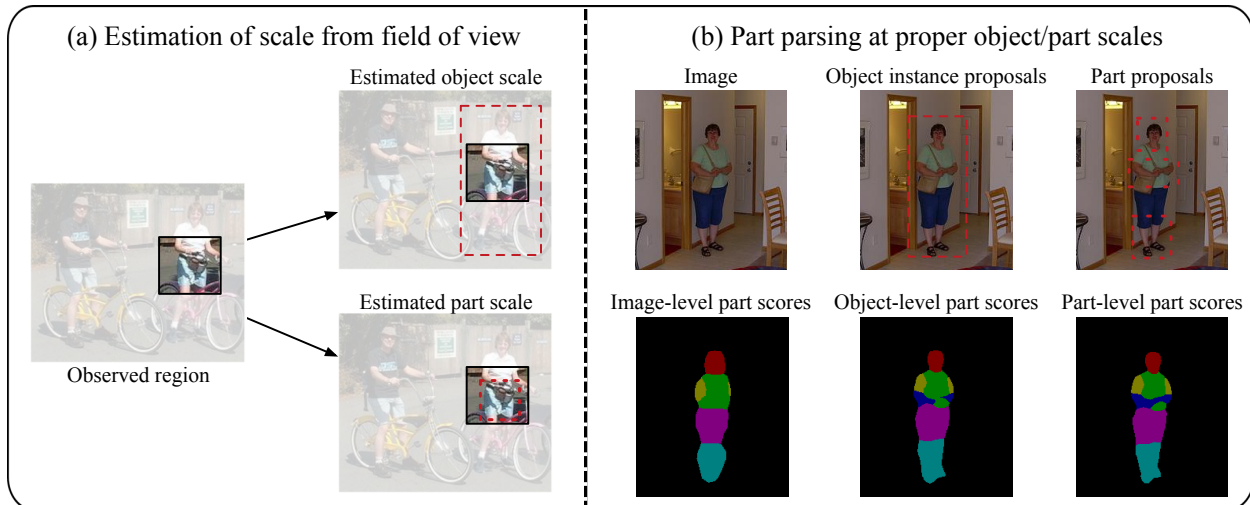 (a) Estimation of scale from field of view
Estimated object scale
Observed region
Estimated part scale
(b) Part parsing at proper object/part scales
Image
Object instance proposals
Part proposals
Image-level part scores
Object-level part scores
Part-level part scores